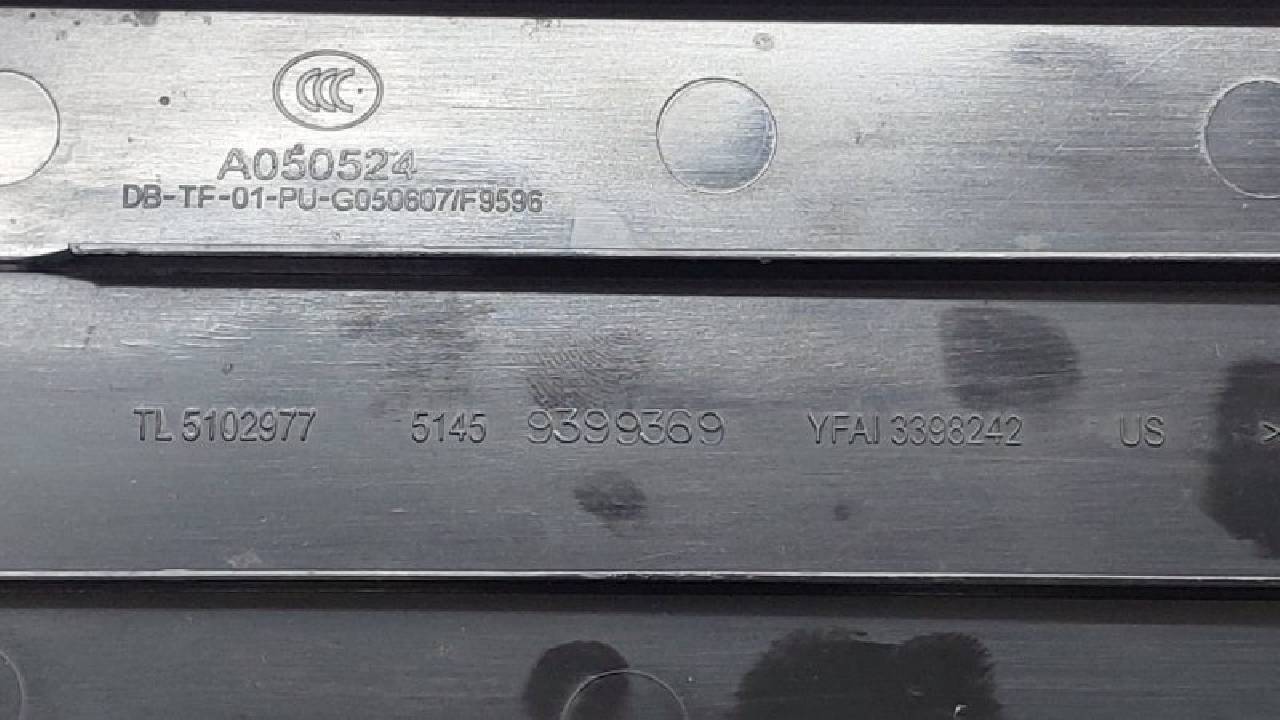 CCC
A050524
DB-TF-01-PU-G050607/F9596
TL 5102977 5145 9399369 YFAI 3398242 US >